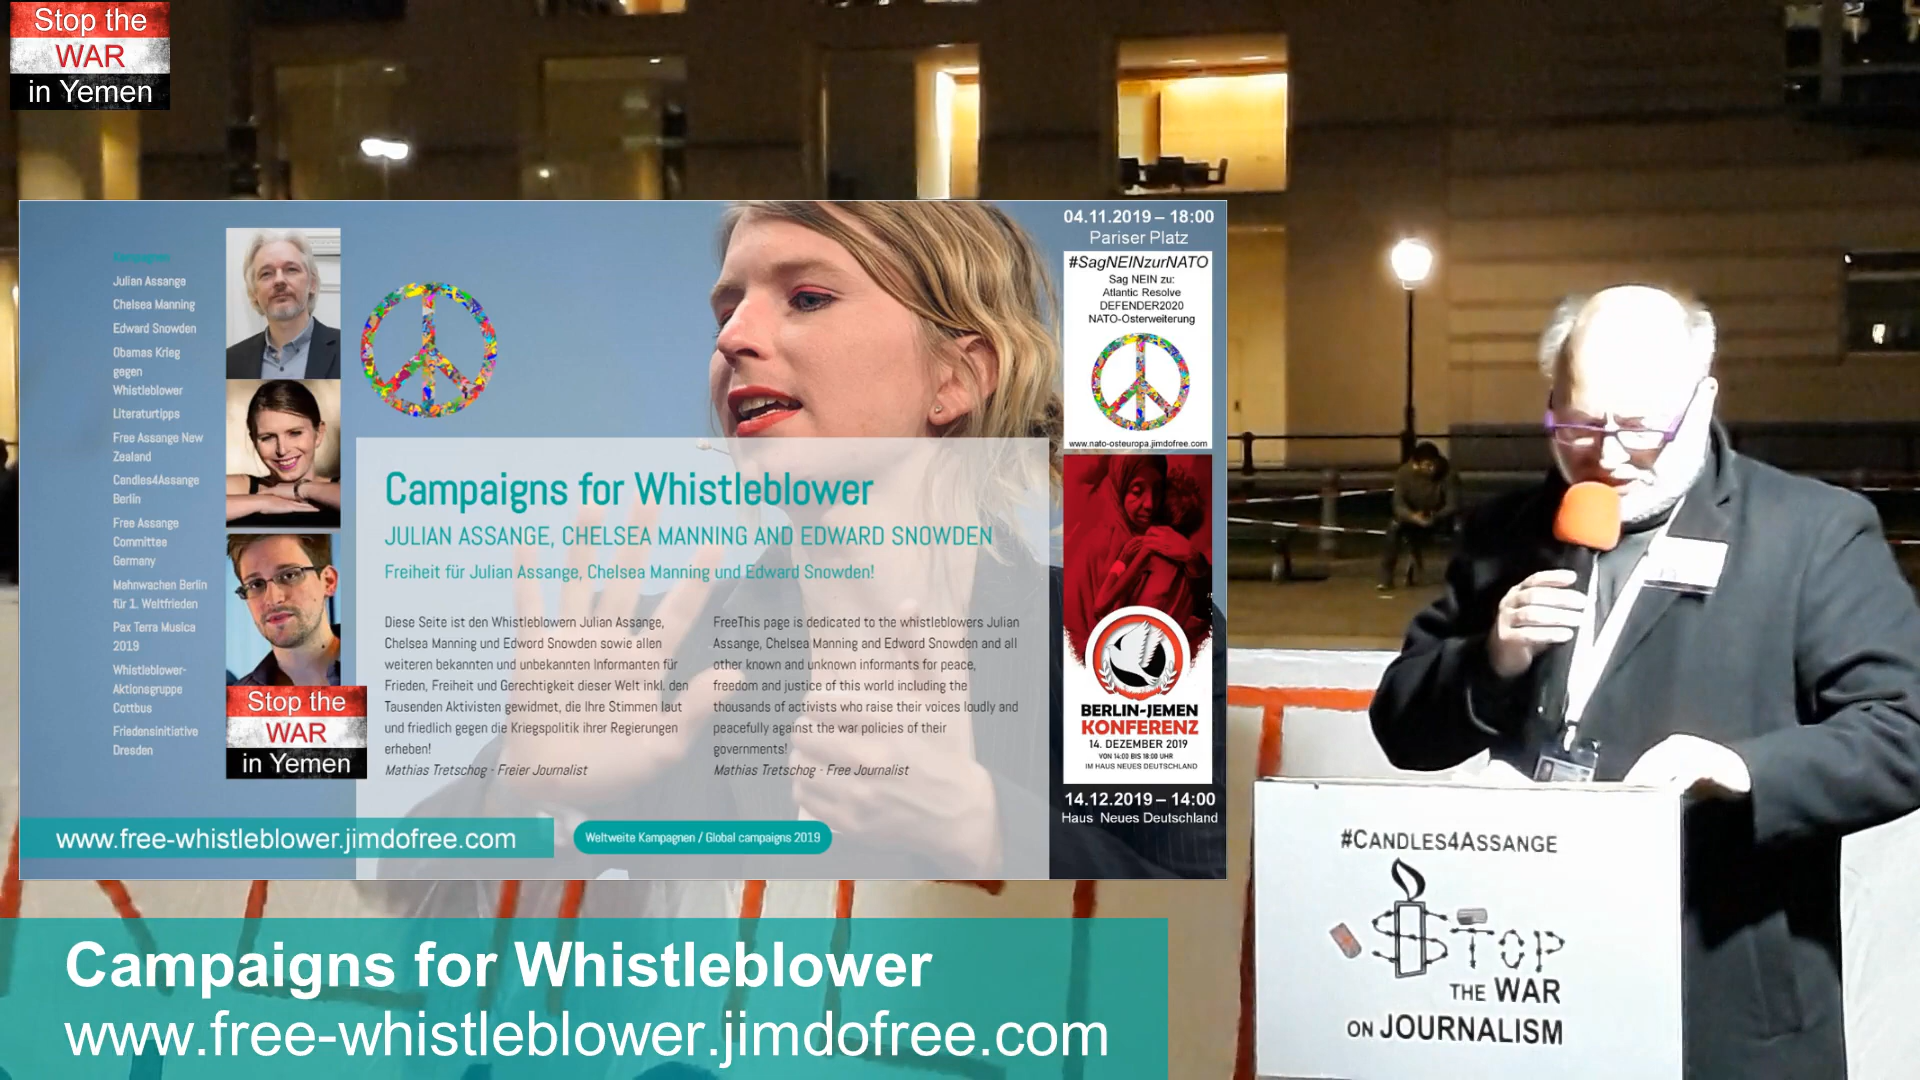 Stop the
WAR
in Yemen
Campaigns
Julian Assange
Chelsea Manning
Edward Snowden
Obamas Krieg
gegen
Whistleblower
Literaturtipps
Free Assange New
Zealand
Candles4Assange
Berlin
Free Assange
Committee
Germany
Mahnwachen Berlin
für 1. Weltfrieden
Pax Terra Musica
2019
Whistleblower-
Aktionsgruppe
Cottbus
Friedensinitiative
Dresden
Stop the
WAR
in Yemen
Campaigns for Whistleblower
JULIAN ASSANGE, CHELSEA MANNING AND EDWARD SNOWDEN
Freiheit für Julian Assange, Chelsea Manning und Edward Snowden!
Diese Seite ist den Whistleblowern Julian Assange,
Chelsea Manning und Edword Snowden sowie allen
weiteren bekannten und unbekannten Informanten für
Frieden, Freiheit und Gerechtigkeit dieser Welt inkl. den
Tausenden Aktivisten gewidmet, die Ihre Stimmen laut
und friedlich gegen die Kriegspolitik ihrer Regierungen
erheben!
Mathias Tretschog - Freier Journalist
FreeThis page is dedicated to the whistleblowers Julian
Assange, Chelsea Manning and Edward Snowden and all
other known and unknown informants for peace,
freedom and justice of this world including the
thousands of activists who raise their voices loudly and
peacefully against the war policies of their
governments!
Mathias Tretschog - Free Journalist
www.free-whistleblower.jimdofree.com
Weltweite Kampagnen / Global campaigns 2019
04.11.2019 – 18:00
Pariser Platz
#SagNEINzurNATO
Sag NEIN zu:
Atlantic Resolve
DEFENDER2020
NATO-Osterweiterung
www.nato-osteuropa.jimdofree.com
BERLIN-JEMEN
KONFERENZ
14. DEZEMBER 2019
VON 14:00 BIS 18:00 UHR
IM HAUS NEUES DEUTSCHLAND
14.12.2019 – 14:00
Haus Neues Deutschland
#CANDLES4ASSANGE
$TOP
THE WAR
ON JOURNALISM
Campaigns for Whistleblower
www.free-whistleblower.jimdofree.com